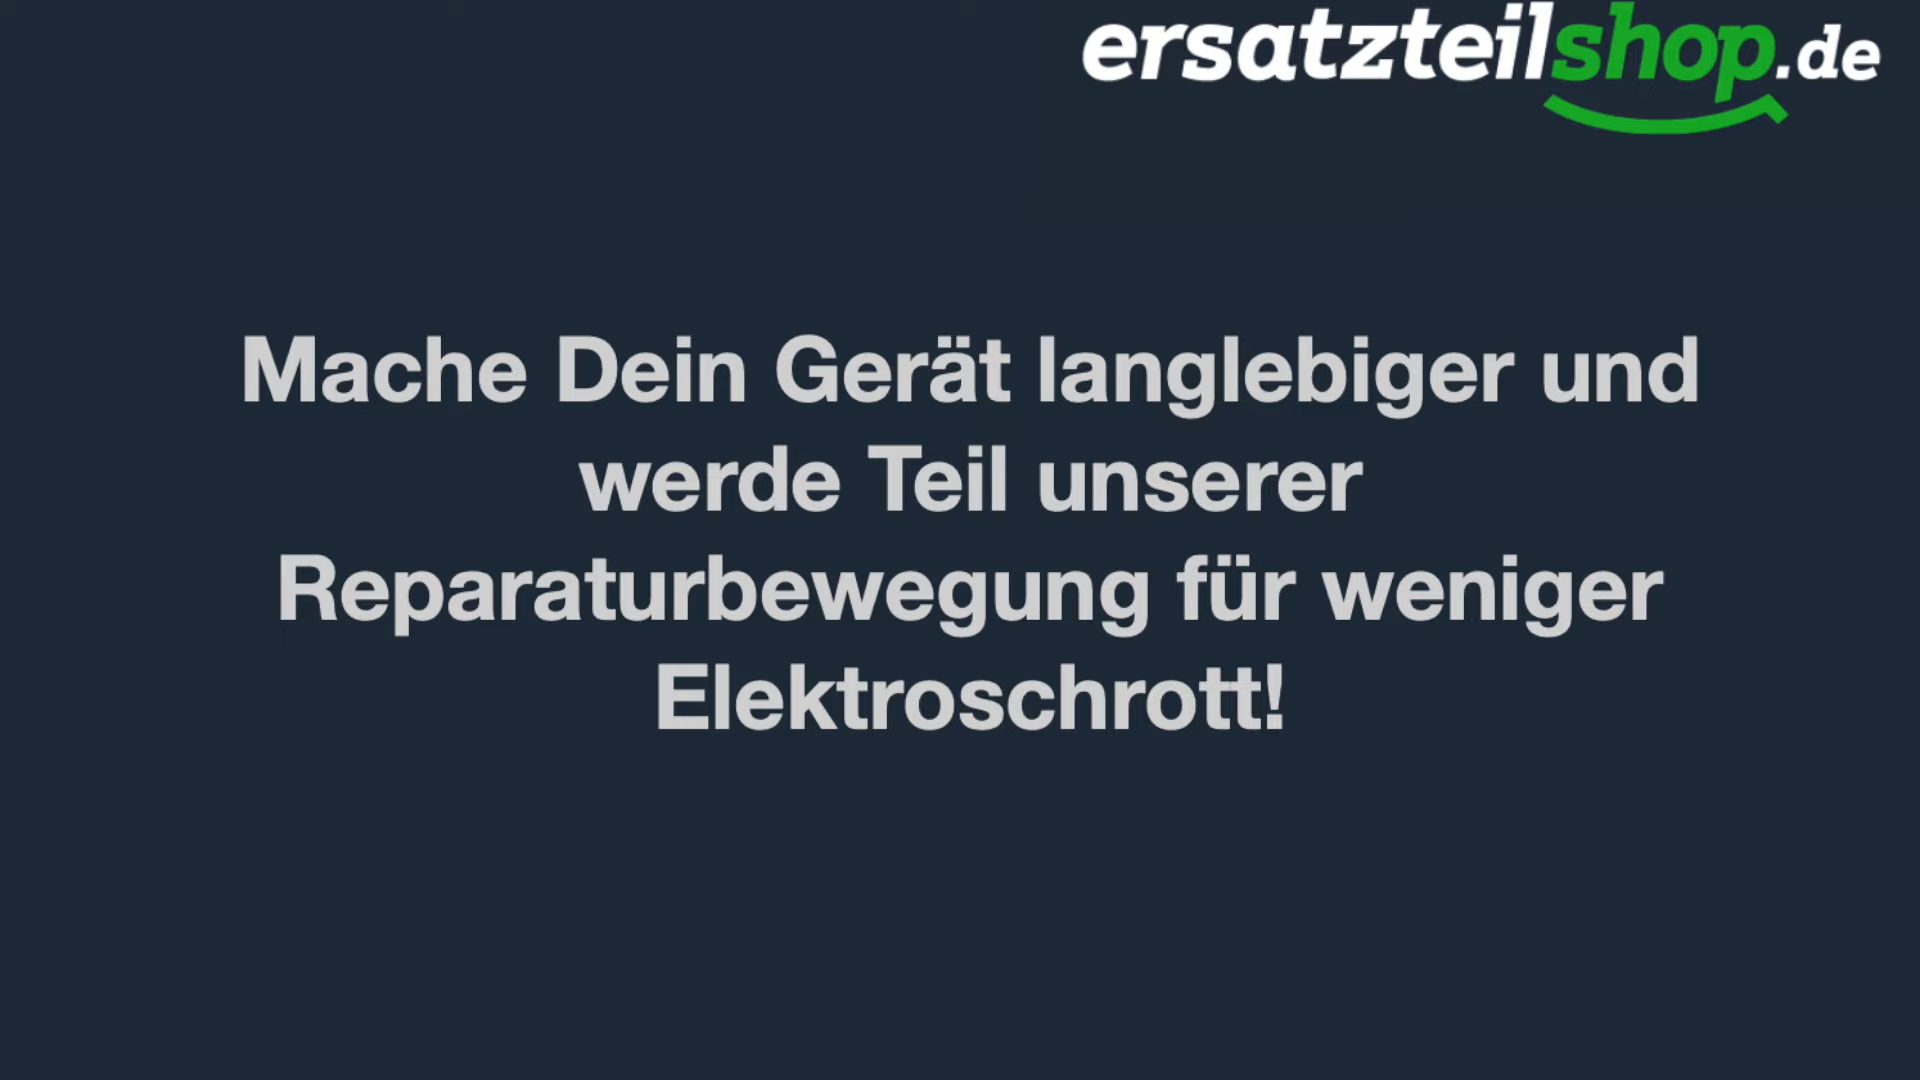 ersatzteilshop.de
Mache Dein Gerät langlebiger und
werde Teil unserer
Reparaturbewegung für weniger
Elektroschrott!